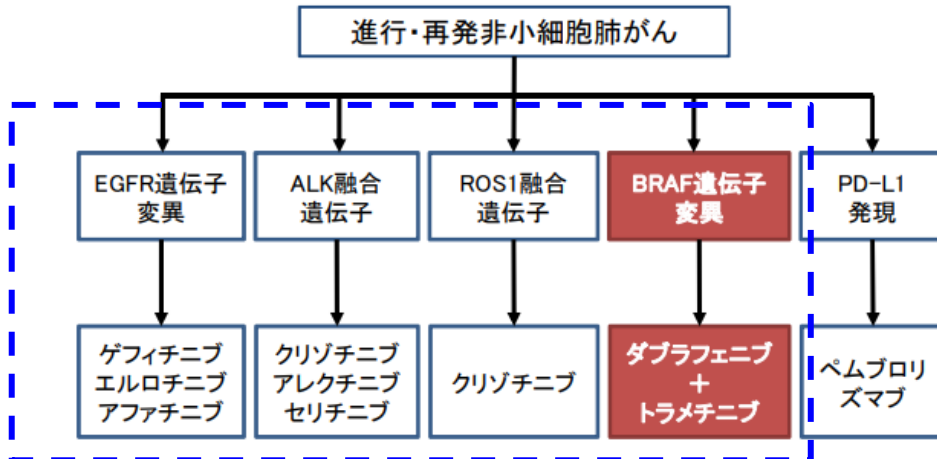 進行・再発非小細胞肺がん
EGFR遺伝子
変異
ALK融合
遺伝子
ROS1融合
遺伝子
BRAF遺伝子
変異
PD-L1
発現
ゲフィチニブ
エルロチニブ
アファチニブ
クリゾチニブ
アレクチニブ
セリチニブ
クリゾチニブ
ダブラフェニブ
+
トラメチニブ
ペムブロリ
ズマブ